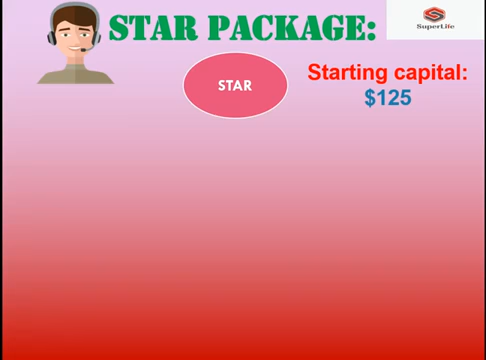 STAR PACKAGE:
SuperLife
STAR
Starting capital:
$125